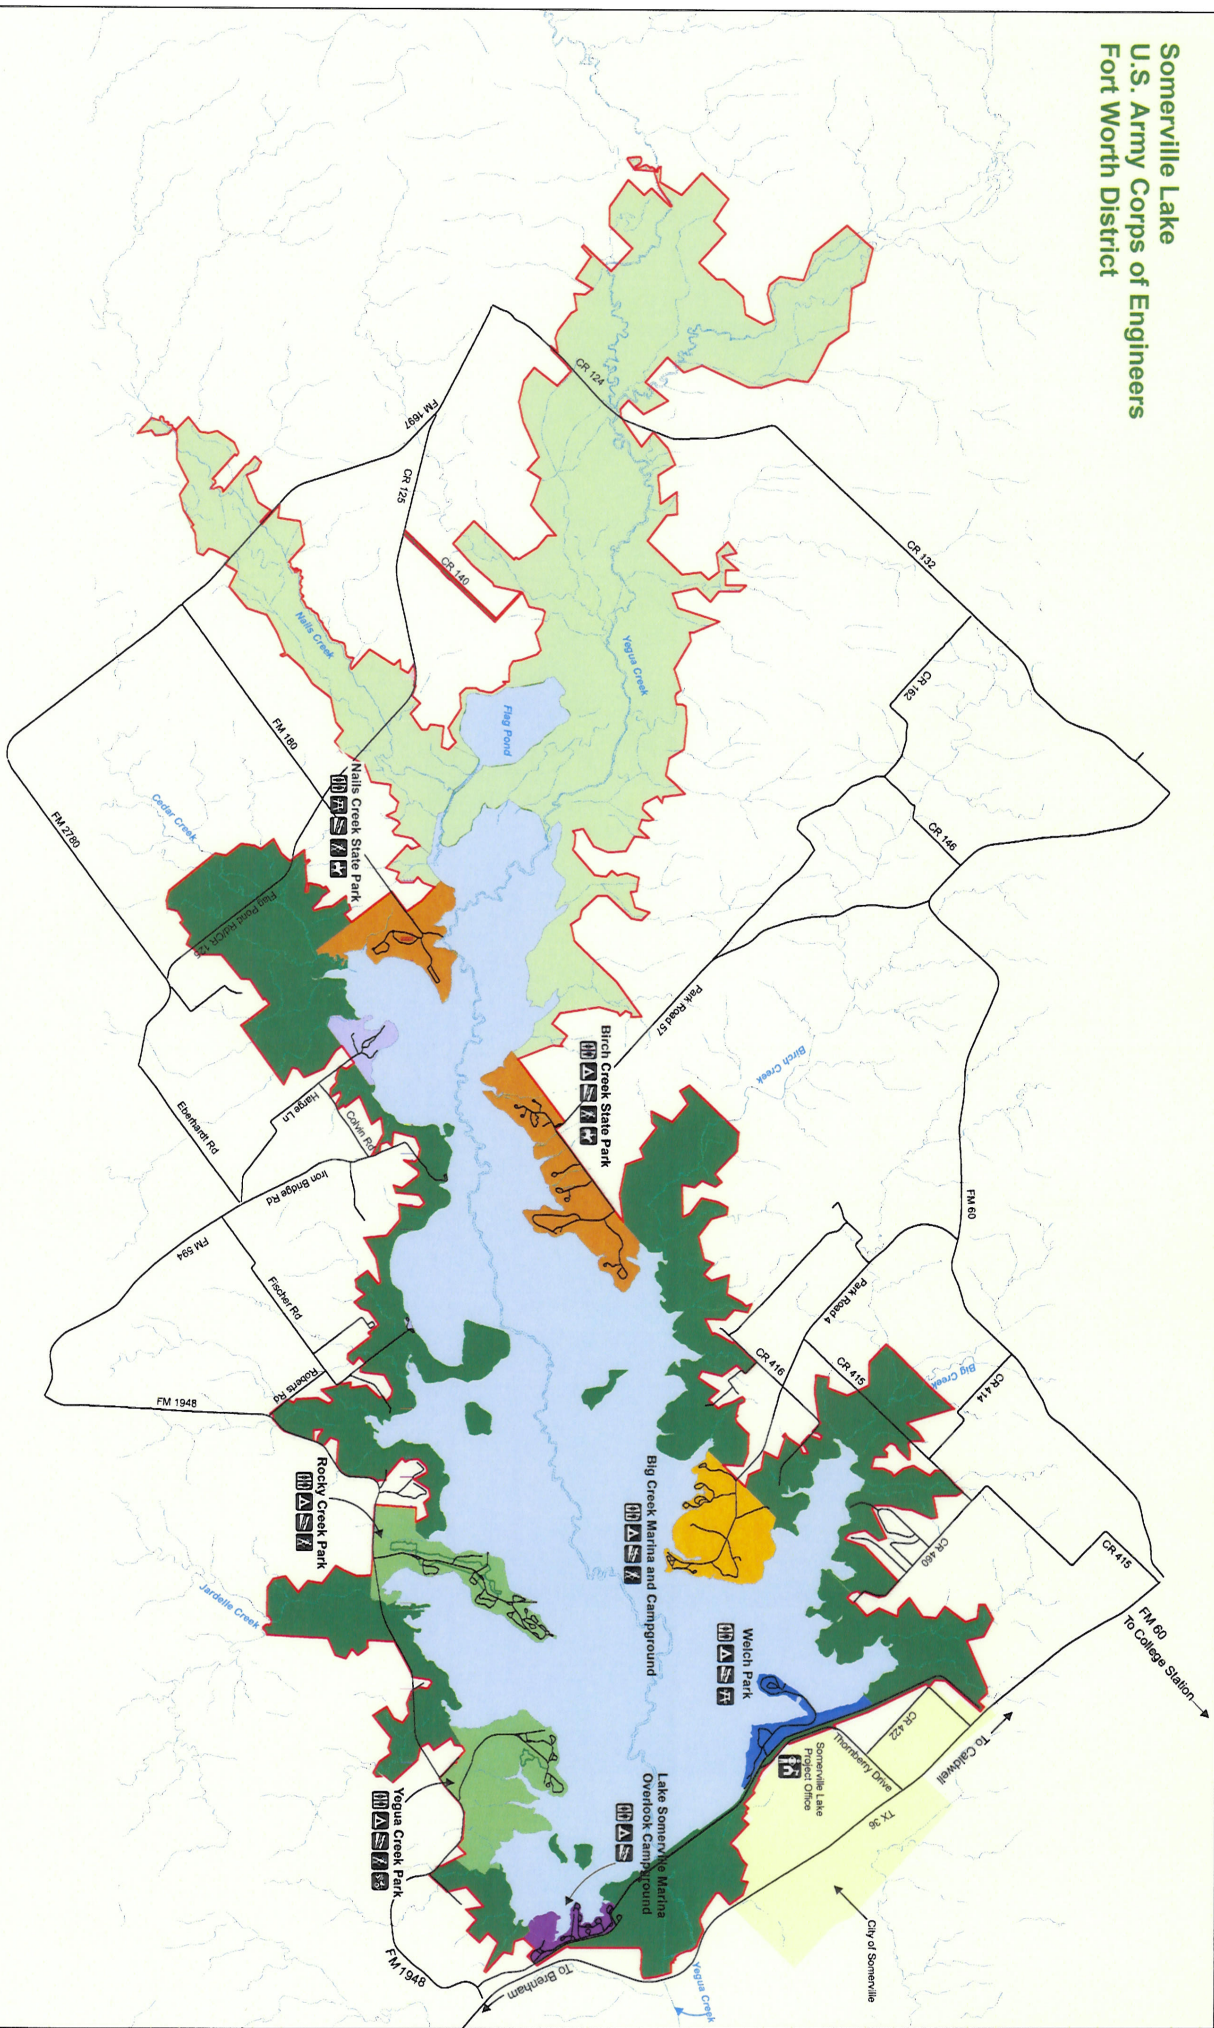 Somerville Lake
U.S. Army Corps of Engineers
Fort Worth District
CR 124
FM 1697
CR 125
CR 140
CR 132
CR 162
CR 146
Yegua Creek
Nails Creek
Flag Pond
FM 180
FM 2780
Cedar Creek
Nails Creek State Park
Flag Pond Rd/CR 125
Park Road 57
Birch Creek State Park
Birch Creek
FM 60
Harge Ln
Colvin Rd
Eberhardt Rd
Iron Bridge Rd
FM 594
Fischer Rd
Roberts Rd
FM 1948
Park Road 4
CR 416
CR 415
Big Creek
CR 414
CR 415
CR 460
FM 60
To College Station
Big Creek Marina and Campground
Rocky Creek Park
Jardelle Creek
Welch Park
CR 422
Thornberry Drive
To Caldwell
Somerville Lake
Project Office
TX 36
City of Somerville
Lake Somerville Marina
Overlook Campground
Yegua Creek Park
FM 1948
To Brenham
Yegua Creek